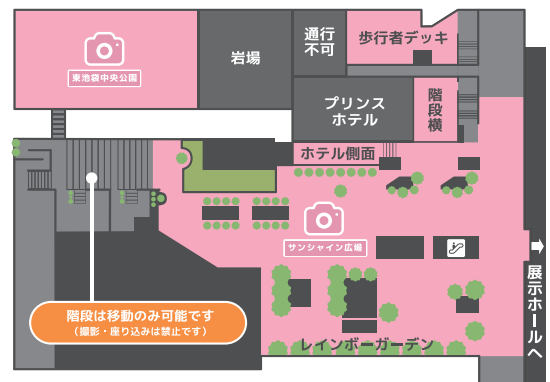 東池袋中央公園
岩場
通行
不可
歩行者デッキ
プリンス
ホテル
階段横
ホテル側面
サンシャイン広場
展示ホールへ
階段は移動のみ可能です
（撮影・座り込みは禁止です）
レインボーガーデン